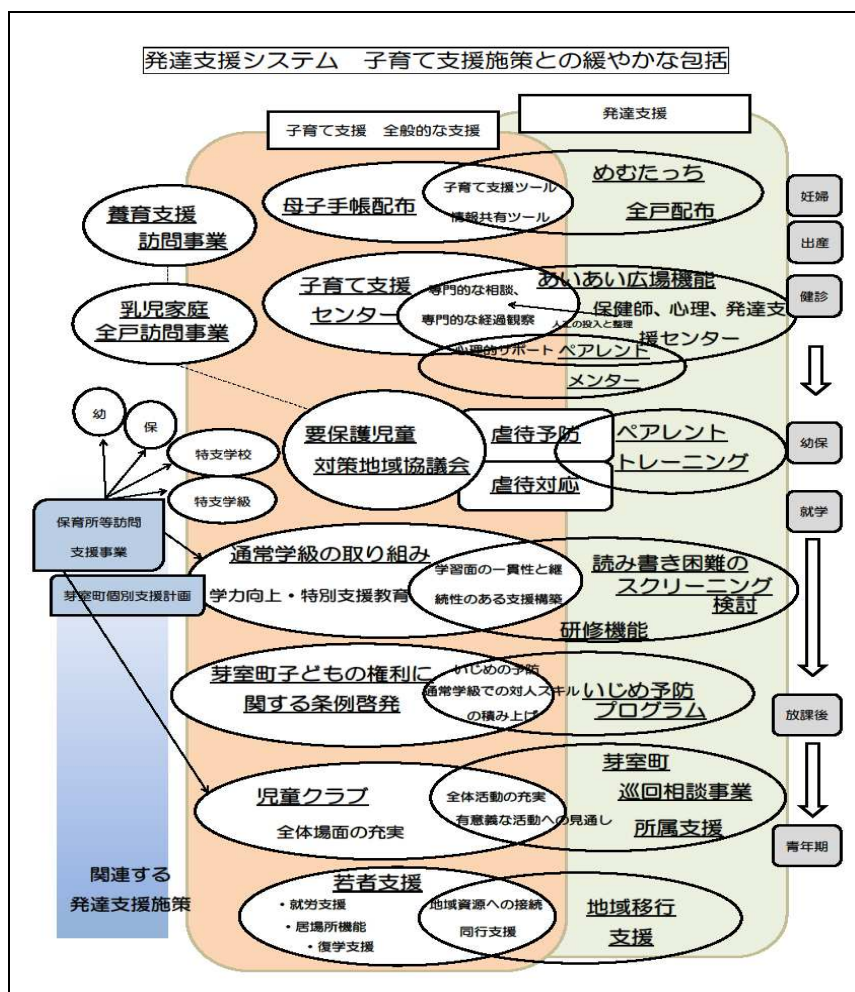 発達支援システム　子育て支援施策との緩やかな包括
子育て支援　全般的な支援
発達支援
養育支援
訪問事業
母子手帳配布
子育て支援ツール
情報共有ツール
めむたっち
全戸配布
妊婦
出産
乳児家庭
全戸訪問事業
子育て支援
センター
専門的な相談、
専門的な経過観察
あいあい広場機能
保健師、心理、発達支
人工の投入と整理
援センター
健診
心理的サポート
ペアレント
メンター
幼
保
特支学校
特支学級
要保護児童
対策地域協議会
虐待予防
虐待対応
ペアレント
トレーニング
幼保
就学
保育所等訪問
支援事業
芽室町個別支援計画
通常学級の取り組み
学力向上・特別支援教育
学習面の一貫性と継
続性のある支援構築
読み書き困難の
スクリーニング
検討
研修機能
芽室町子どもの権利に
関する条例啓発
いじめの予防
通常学級での対人スキル
の積み上げ
いじめ予防
プログラム
放課後
児童クラブ
全体場面の充実
全体活動の充実
有意義な活動への見通し
芽室町
巡回相談事業
所属支援
青年期
関連する
発達支援施策
若者支援
・就労支援
・居場所機能
・復学支援
地域資源への接続
同行支援
地域移行
支援